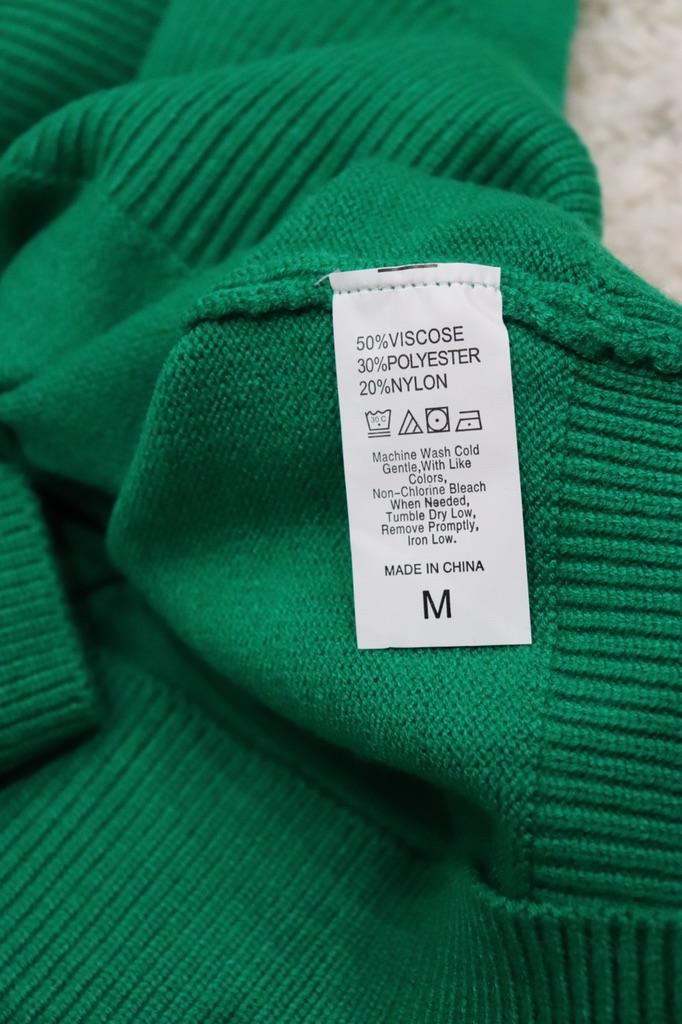 50%VISCOSE
30%POLYESTER
20%NYLON
30 C
Machine Wash Cold
Gentle,With Like
Colors,
Non-Chlorine Bleach
When Needed,
Tumble Dry Low,
Remove Promptly,
Iron Low.
MADE IN CHINA
M